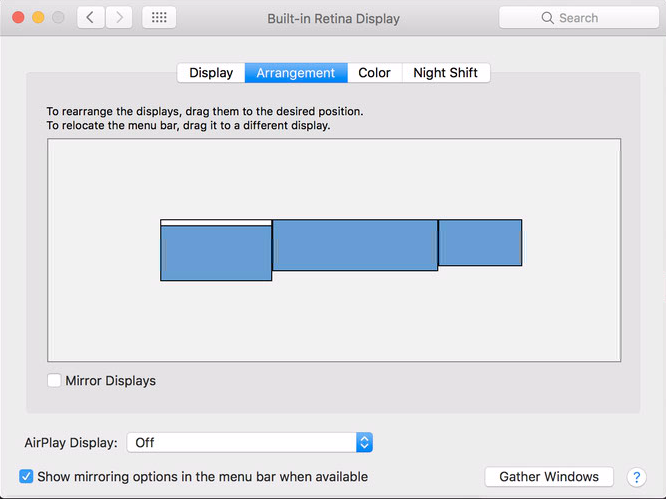 Built-in Retina Display
Search
Display Arrangement Color Night Shift
To rearrange the displays, drag them to the desired position.
To relocate the menu bar, drag it to a different display.
Mirror Displays
AirPlay Display: Off
Show mirroring options in the menu bar when available
Gather Windows ?